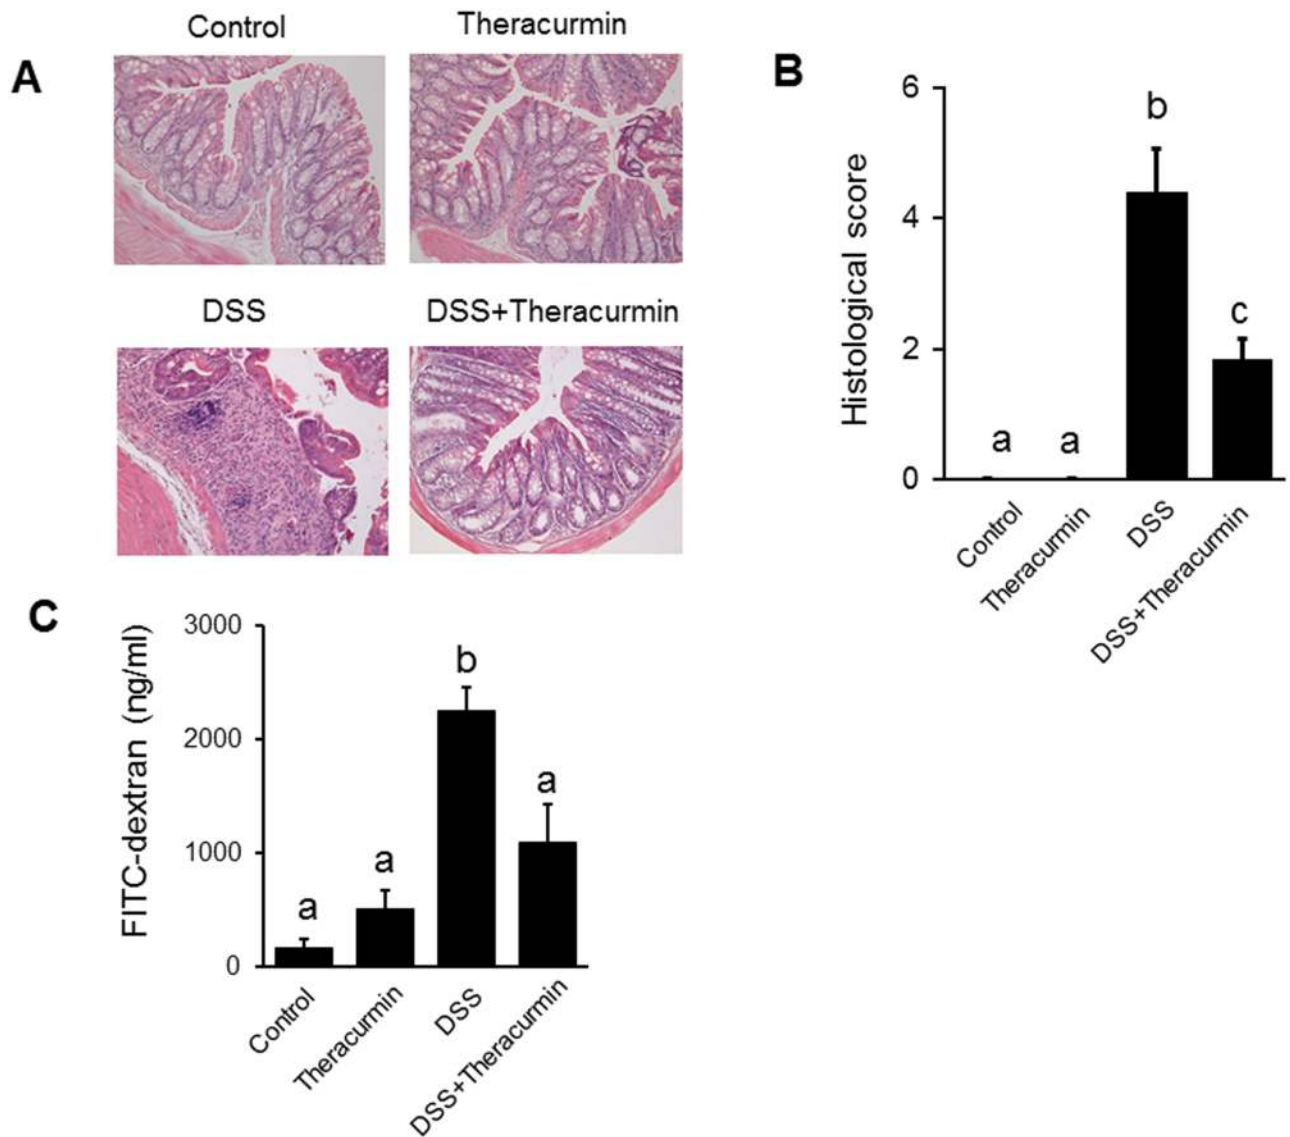 Control
Theracurmin
A
DSS
DSS+Theracurmin
B
Histological score
6
4
2
0
a
a
b
c
Control
Theracurmin
DSS
DSS+Theracurmin
C
FITC-dextran (ng/ml)
3000
2000
1000
0
a
a
b
a
Control
Theracurmin
DSS
DSS+Theracurmin